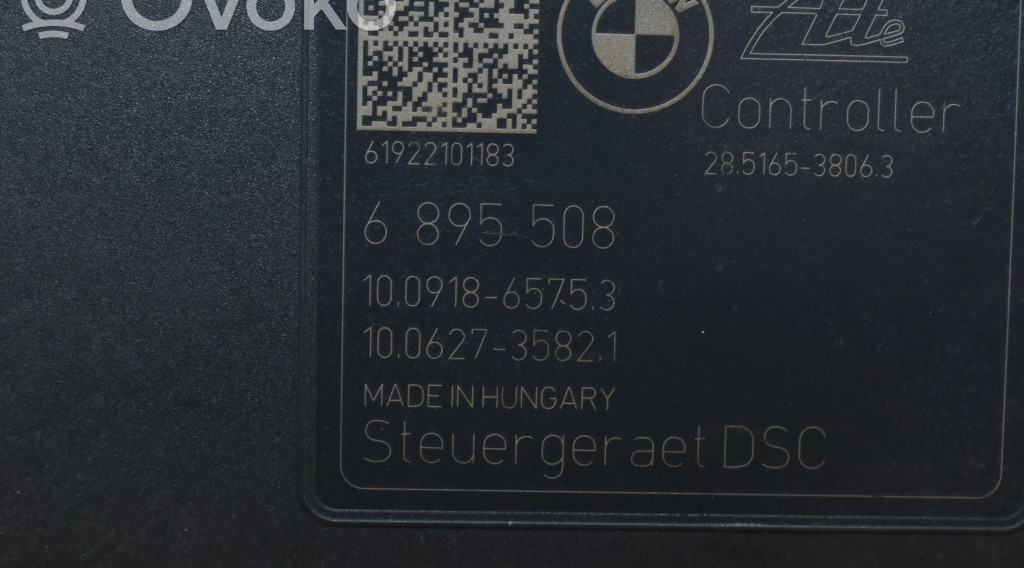 Ovoko
Ate
Controller
61922101183
28.5165-3806.3
6 895 508
10.0918-6575.3
10.0627-3582.1
MADE IN HUNGARY
Steuergeraet DSC